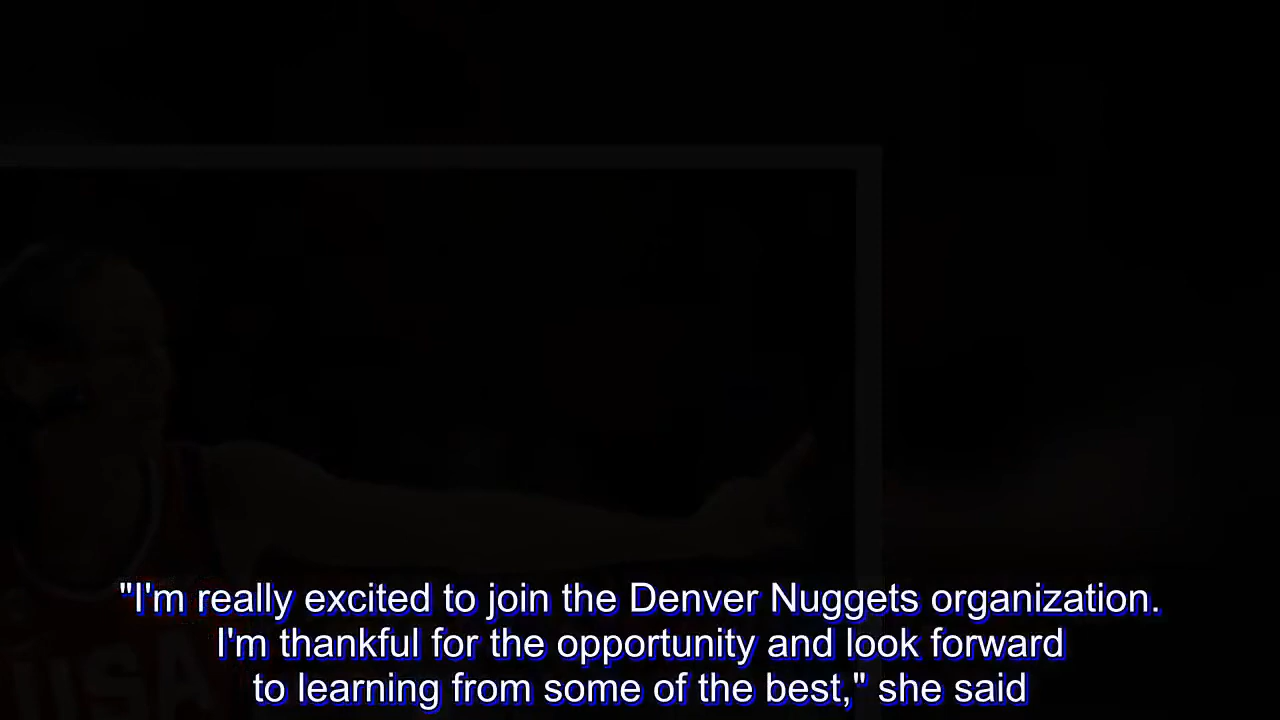 "I'm really excited to join the Denver Nuggets organization.
I'm thankful for the opportunity and look forward
to learning from some of the best," she said
USA